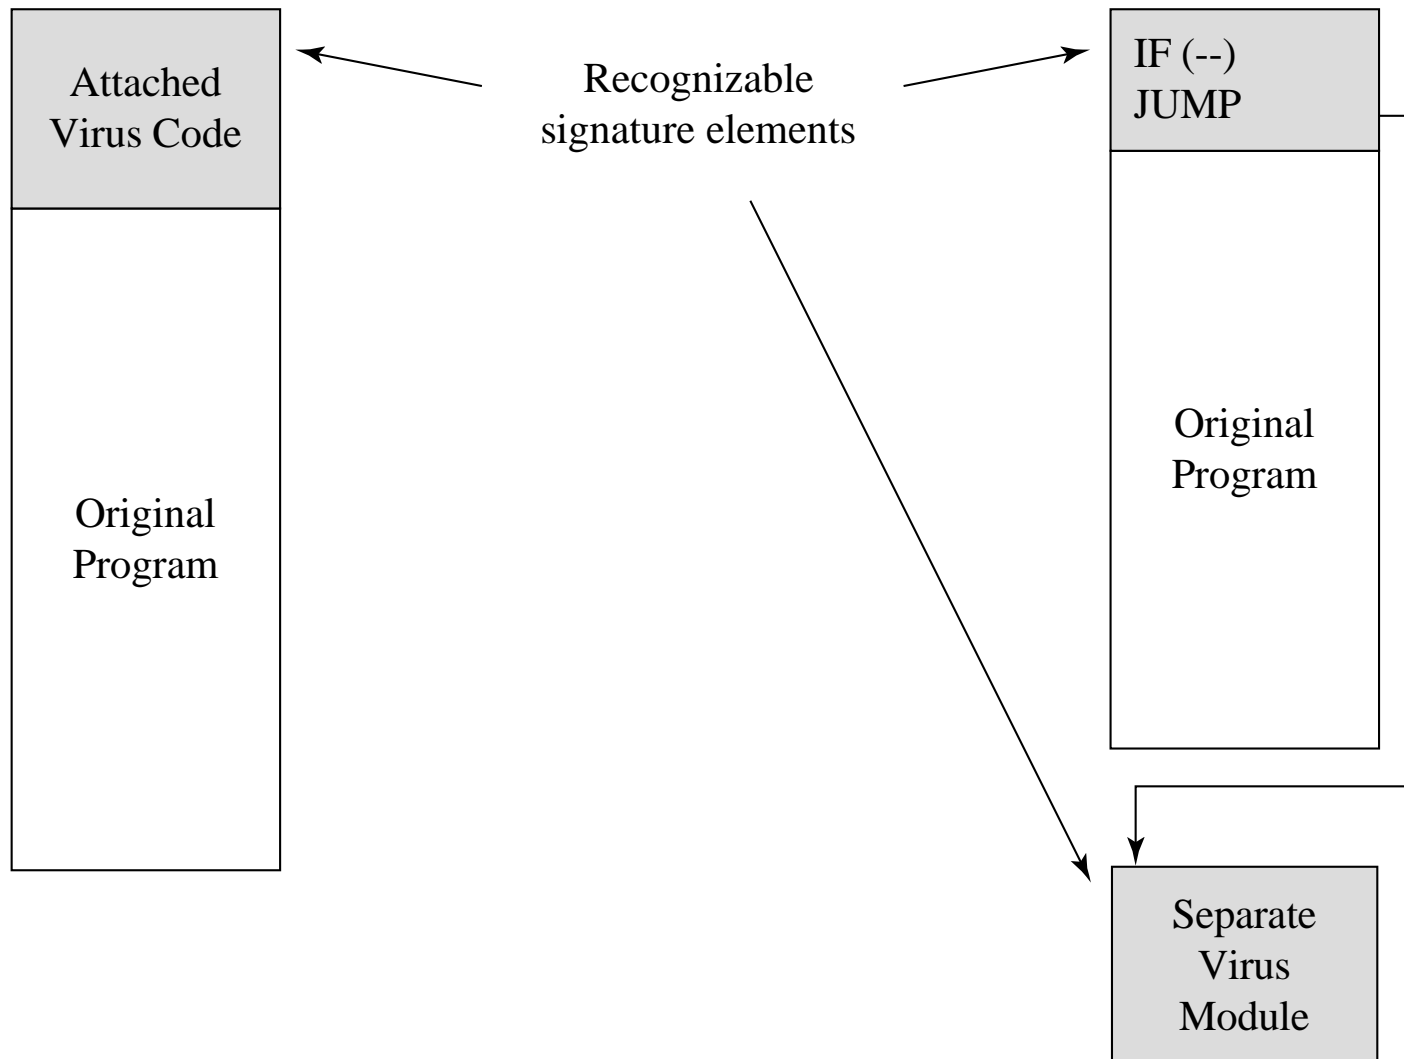 Attached
Virus Code
Original
Program
Recognizable
signature elements
IF (--)
JUMP
Original
Program
Separate
Virus
Module